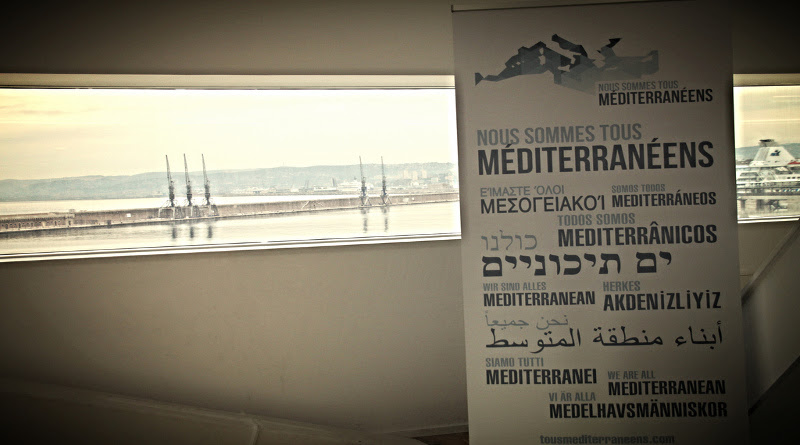 NOUS SOMMES TOUS
MÉDITERRANÉENS
NOUS SOMMES TOUS
MÉDITERRANÉENS
ΕΊΜΑΣΤΕ ΌΛΟΙ
ΜΕΣΟΓΕΙΑΚΟΊ
SOMOS TODOS
MEDITERRÁNEOS
TODOS SOMOS
MEDITERRÂNICOS
כולנו
ים תיכוניים
WIR SIND ALLES
MEDITERRANEAN
HERKES
AKDENİZLİYİZ
نحن جميعاً
أبناء منطقة المتوسط
SIAMO TUTTI
MEDITERRANEI
WE ARE ALL
MEDITERRANEAN
VI ÄR ALLA
MEDELHAVSMÄNNISKOR
tousmediterraneens.com